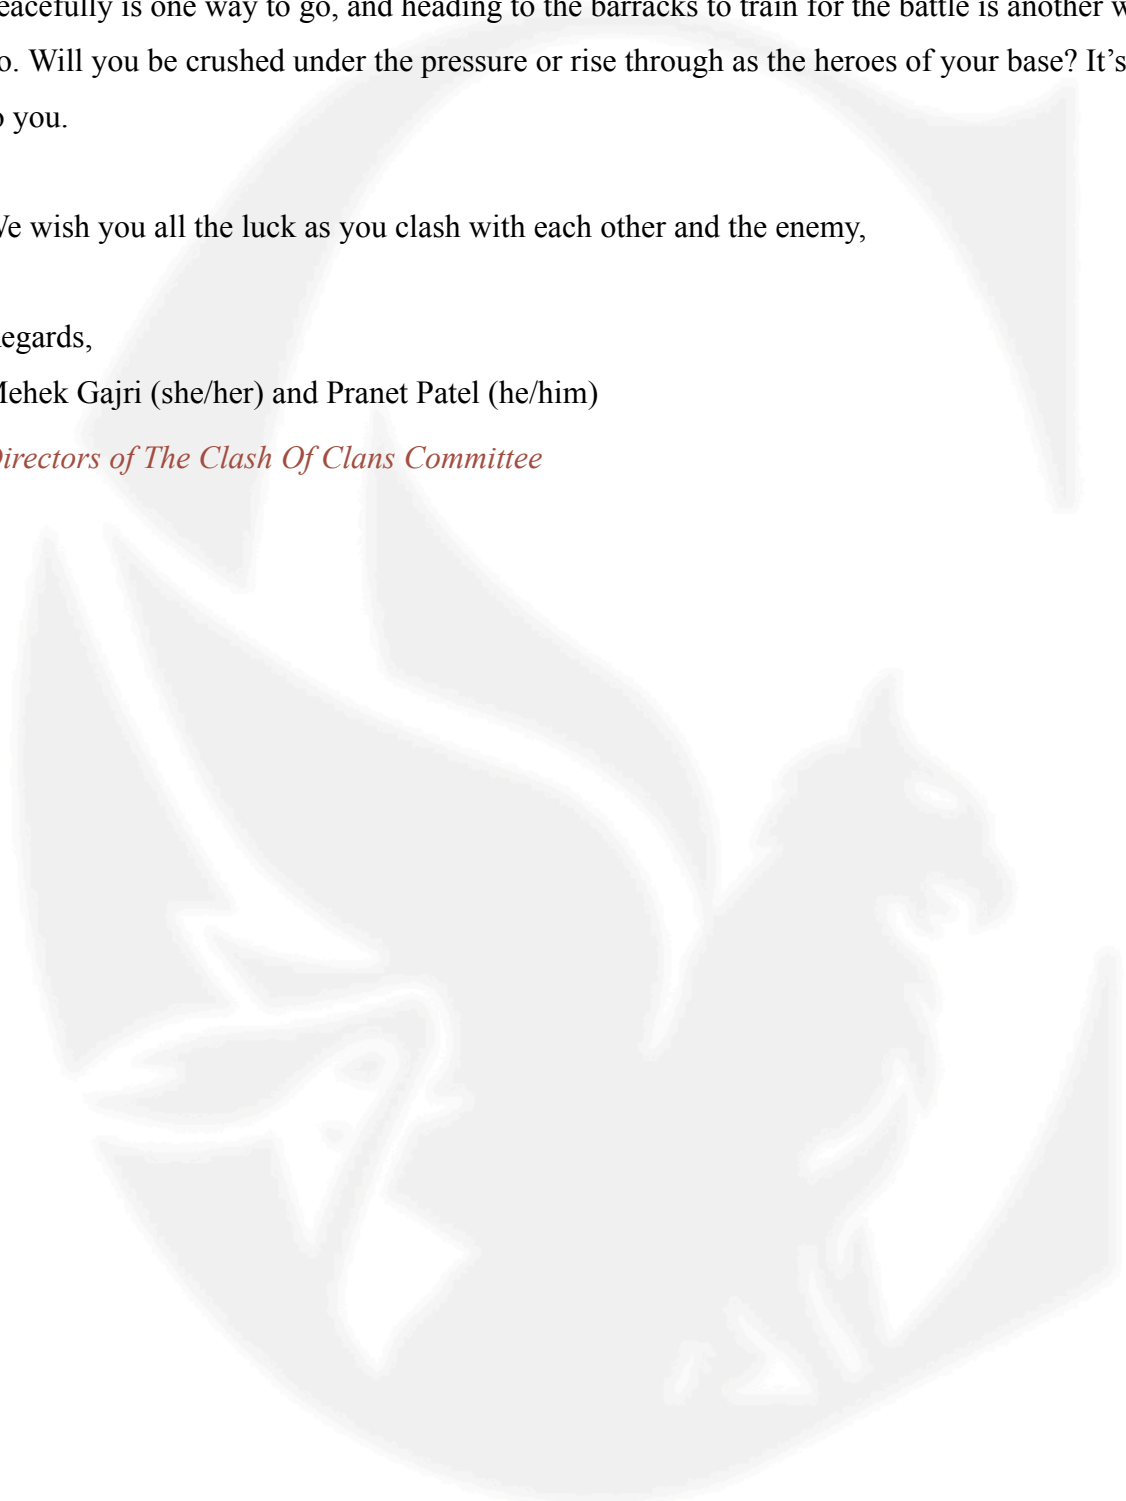 eacefully is one way to go, and heading to the barracks to train for the battle is another w
o. Will you be crushed under the pressure or rise through as the heroes of your base? It’s
o you.
We wish you all the luck as you clash with each other and the enemy,
egards,
Mehek Gajri (she/her) and Pranet Patel (he/him)
Directors of The Clash Of Clans Committee